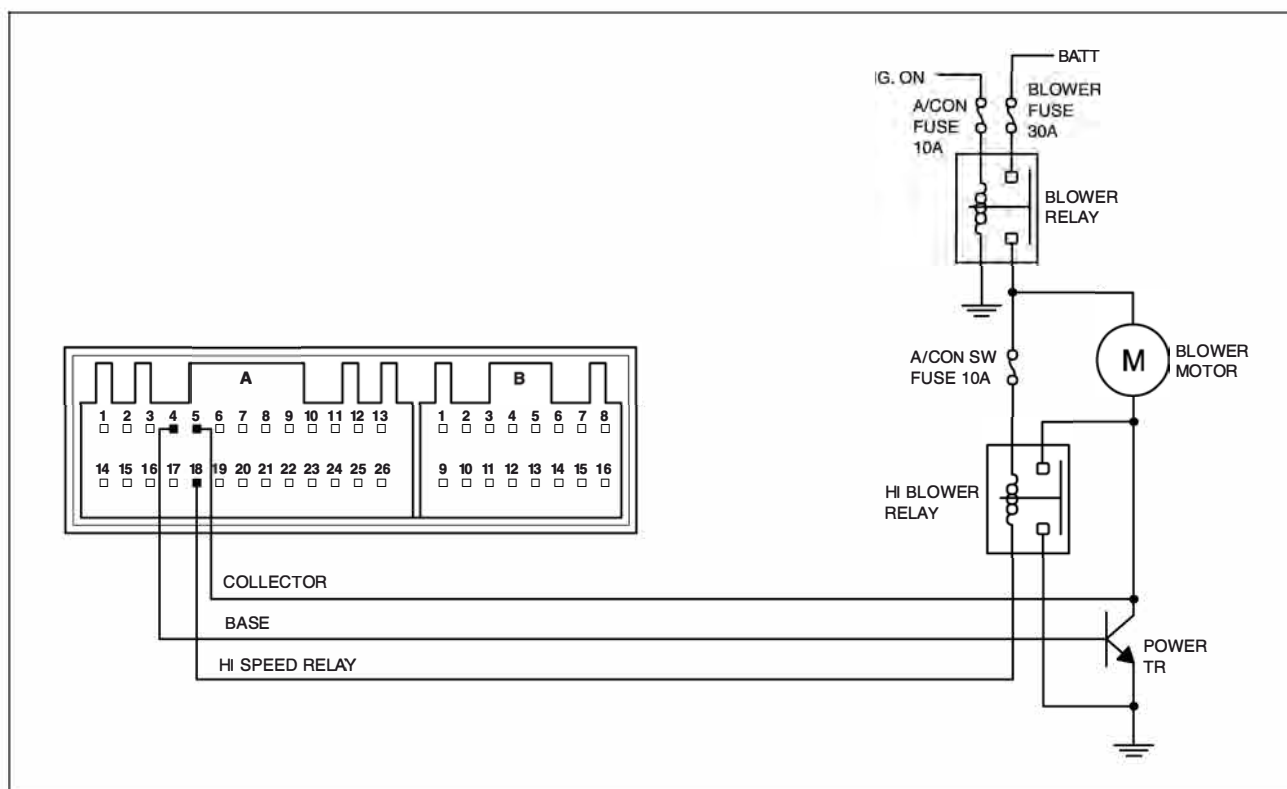 BATT
IG. ON
A/CON
FUSE
10A
BLOWER
FUSE
30A
BLOWER
RELAY
A/CON SW
FUSE 10A
M
BLOWER
MOTOR
A
B
1 2 3 4 5 6 7 8 9 10 11 12 13
1 2 3 4 5 6 7 8
14 15 16 17 18 19 20 21 22 23 24 25 26
9 10 11 12 13 14 15 16
HI BLOWER
RELAY
COLLECTOR
BASE
HI SPEED RELAY
POWER
TR